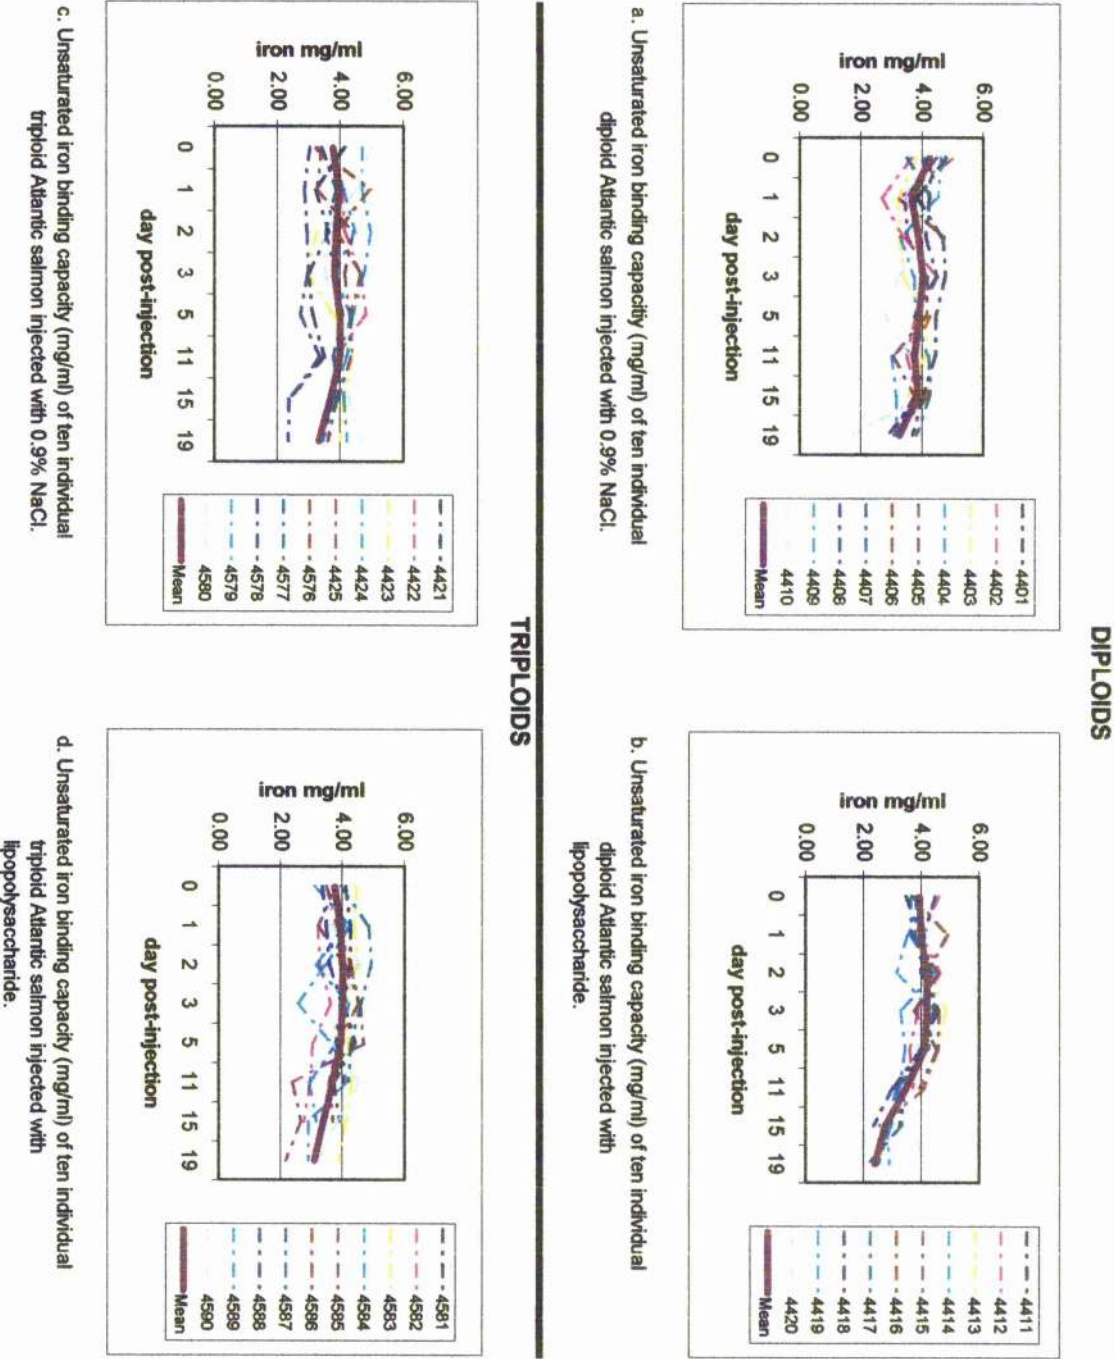 DIPLOIDS
iron mg/ml
6.00
4.00
2.00
0.00
0 1 2 3 5 11 15 19
day post-injection
4401
4402
4403
4404
4405
4406
4407
4408
4409
4410
Mean
a. Unsaturated iron binding capacitiy (mg/ml) of ten individual
diploid Atlantic salmon injected with 0.9% NaCl.
iron mg/ml
6.00
4.00
2.00
0.00
0 1 2 3 5 11 15 19
day post-injection
4411
4412
4413
4414
4415
4416
4417
4418
4419
4420
Mean
b. Unsaturated iron binding capacity (mg/ml) of ten individual
diploid Atlantic salmon injected with
lipopolysaccharide.
TRIPLOIDS
iron mg/ml
6.00
4.00
2.00
0.00
0 1 2 3 5 11 15 19
day post-injection
4421
4422
4423
4424
4425
4576
4577
4578
4579
4580
Mean
c. Unsaturated iron binding capacity (mg/ml) of ten individual
triploid Atlantic salmon injected with 0.9% NaCl.
iron mg/ml
6.00
4.00
2.00
0.00
0 1 2 3 5 11 15 19
day post-injection
4581
4582
4583
4584
4585
4586
4587
4588
4589
4590
Mean
d. Unsaturated iron binding capacity (mg/ml) of ten individual
triploid Atlantic salmon injected with
lipopolysaccharide.